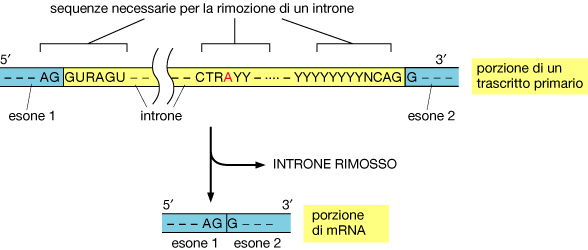 sequenze necessarie per la rimozione di un introne
5′
3′
– – – – AG GURAGU – – – – – CTRAYY – – ···· – YYYYYYYYNCAG G – – –
porzione di un
trascritto primario
esone 1
introne
esone 2
INTRONE RIMOSSO
5′
3′
– – – – AG G – – –
porzione
di mRNA
esone 1
esone 2